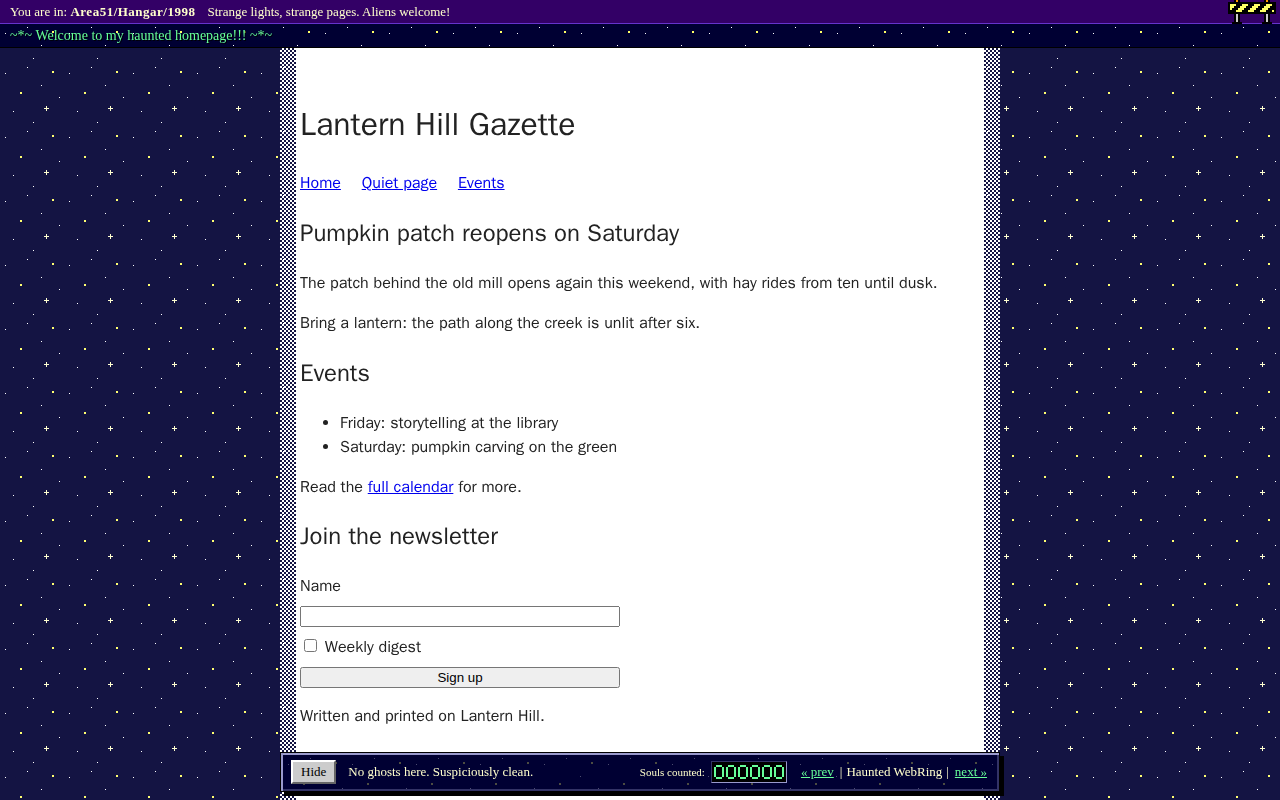 You are in: Area51/Hangar/1998 Strange lights, strange pages. Aliens welcome!
~*~ Welcome to my haunted homepage!!! ~*~
Lantern Hill Gazette
Home Quiet page Events
Pumpkin patch reopens on Saturday
The patch behind the old mill opens again this weekend, with hay rides from ten until dusk.
Bring a lantern: the path along the creek is unlit after six.
Events
• Friday: storytelling at the library
• Saturday: pumpkin carving on the green
Read the full calendar for more.
Join the newsletter
Name
Weekly digest
Sign up
Written and printed on Lantern Hill.
Hide No ghosts here. Suspiciously clean. Souls counted: 000000 « prev | Haunted WebRing | next »